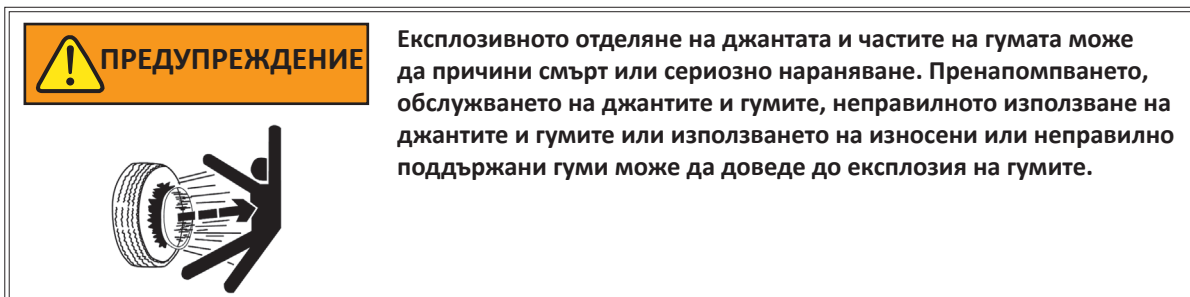 ПРЕДУПРЕЖДЕНИЕ
Експлозивното отделяне на джантата и частите на гумата може
да причини смърт или сериозно нараняване. Пренапомпването,
обслужването на джантите и гумите, неправилното използване на
джантите и гумите или използването на износени или неправилно
поддържани гуми може да доведе до експлозия на гумите.